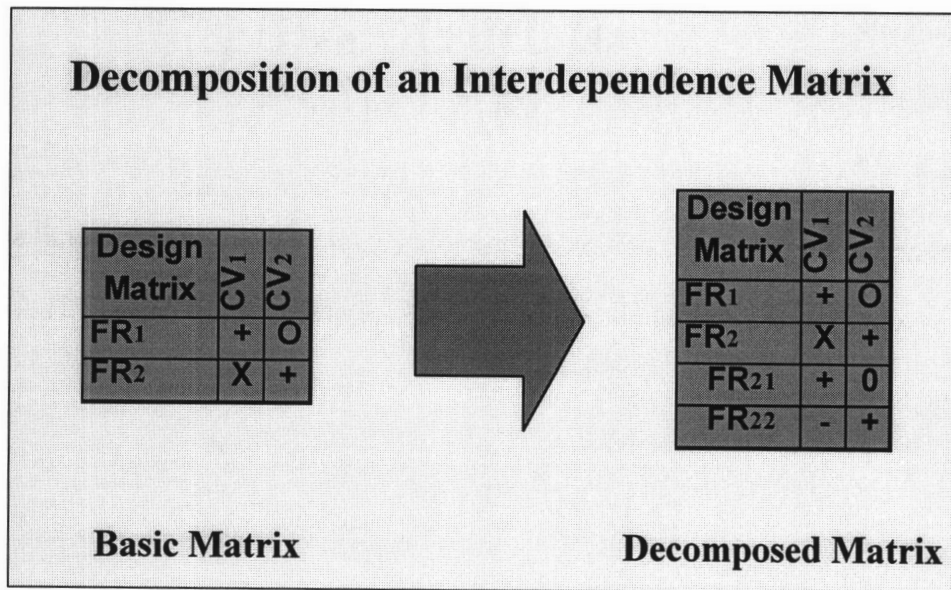 Decomposition of an Interdependence Matrix
Design Matrix CV1 CV2
FR1 + O
FR2 X +
Basic Matrix
Design Matrix CV1 CV2
FR1 + O
FR2 X +
FR21 + 0
FR22 - +
Decomposed Matrix